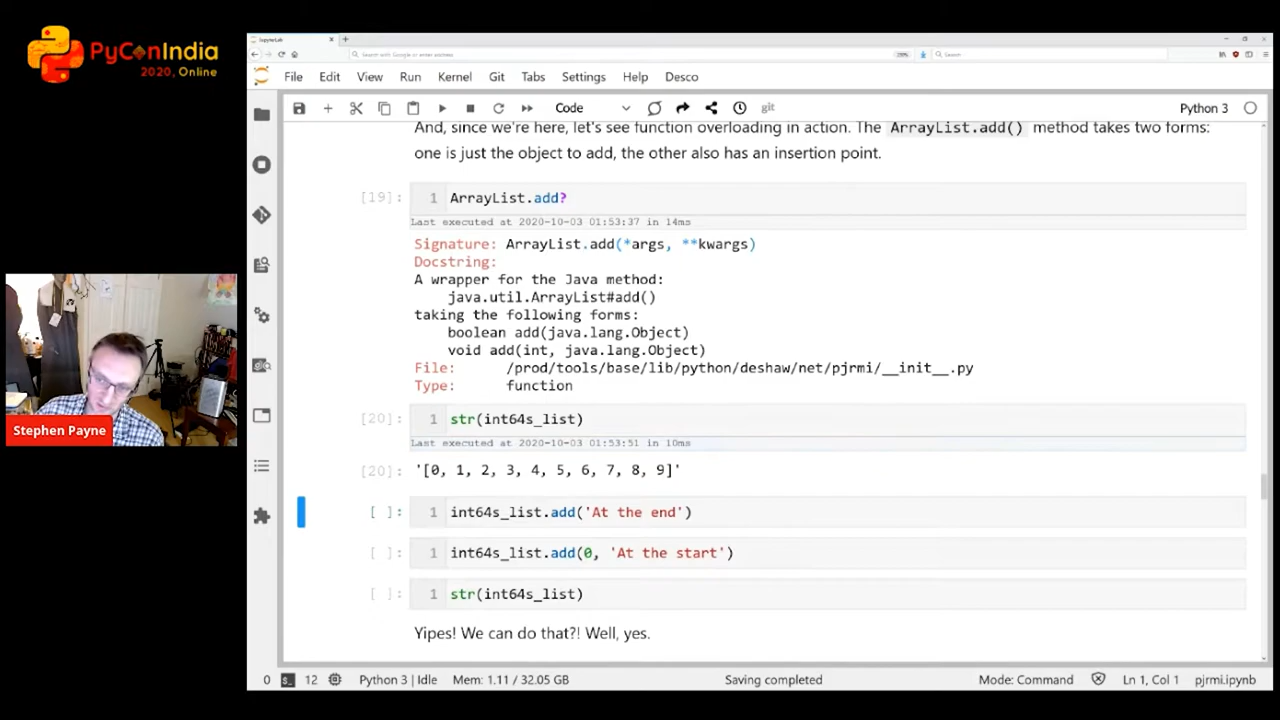 PyConIndia
2020, Online
Stephen Payne
File Edit View Run Kernel Git Tabs Settings Help Desco
Code git Python 3
And, since we're here, let's see function overloading in action. The ArrayList.add() method takes two forms:
one is just the object to add, the other also has an insertion point.
[19]: 1 ArrayList.add?
Last executed at 2020-10-03 01:53:37 in 14ms
Signature: ArrayList.add(*args, **kwargs)
Docstring:
A wrapper for the Java method:
java.util.ArrayList#add()
taking the following forms:
boolean add(java.lang.Object)
void add(int, java.lang.Object)
File: /prod/tools/base/lib/python/deshaw/net/pjrmi/__init__.py
Type: function
[20]: 1 str(int64s_list)
Last executed at 2020-10-03 01:53:51 in 10ms
[20]: '[0, 1, 2, 3, 4, 5, 6, 7, 8, 9]'
[ ]: 1 int64s_list.add('At the end')
[ ]: 1 int64s_list.add(0, 'At the start')
[ ]: 1 str(int64s_list)
Yipes! We can do that?! Well, yes.
0 12 Python 3 | Idle Mem: 1.11 / 32.05 GB Saving completed Mode: Command Ln 1, Col 1 pjrmi.ipynb